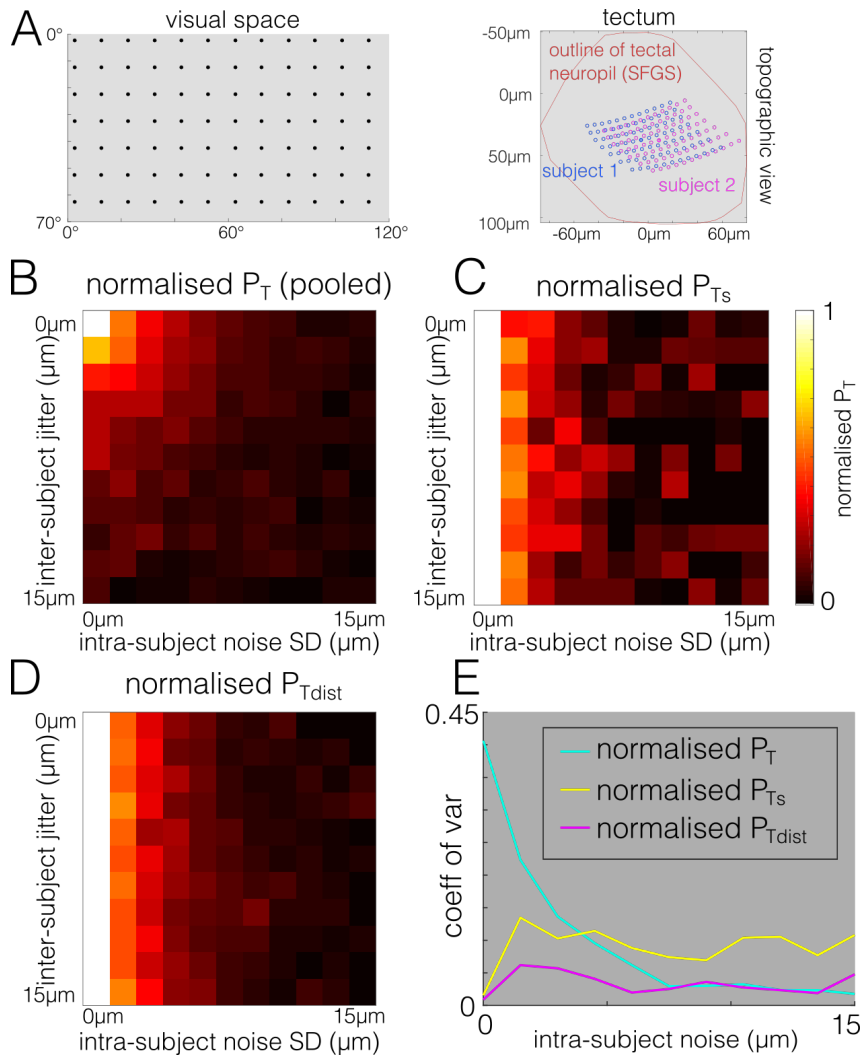 A
visual space
0°
70°
0°
60°
120°
tectum
-50µm
0µm
50µm
100µm
outline of tectal
neuropil (SFGS)
subject 1
subject 2
-60µm
0µm
60µm
topographic view
B
normalised P_T (pooled)
0µm
inter-subject jitter (µm)
15µm
0µm
15µm
intra-subject noise SD (µm)
C
normalised P_Ts
0µm
inter-subject jitter (µm)
15µm
0µm
15µm
intra-subject noise SD (µm)
1
normalised P_T
0
D
normalised P_Tdist
0µm
inter-subject jitter (µm)
15µm
0µm
15µm
intra-subject noise SD (µm)
E
0.45
coeff of var
0
normalised P_T
normalised P_Ts
normalised P_Tdist
0
15
intra-subject noise (µm)